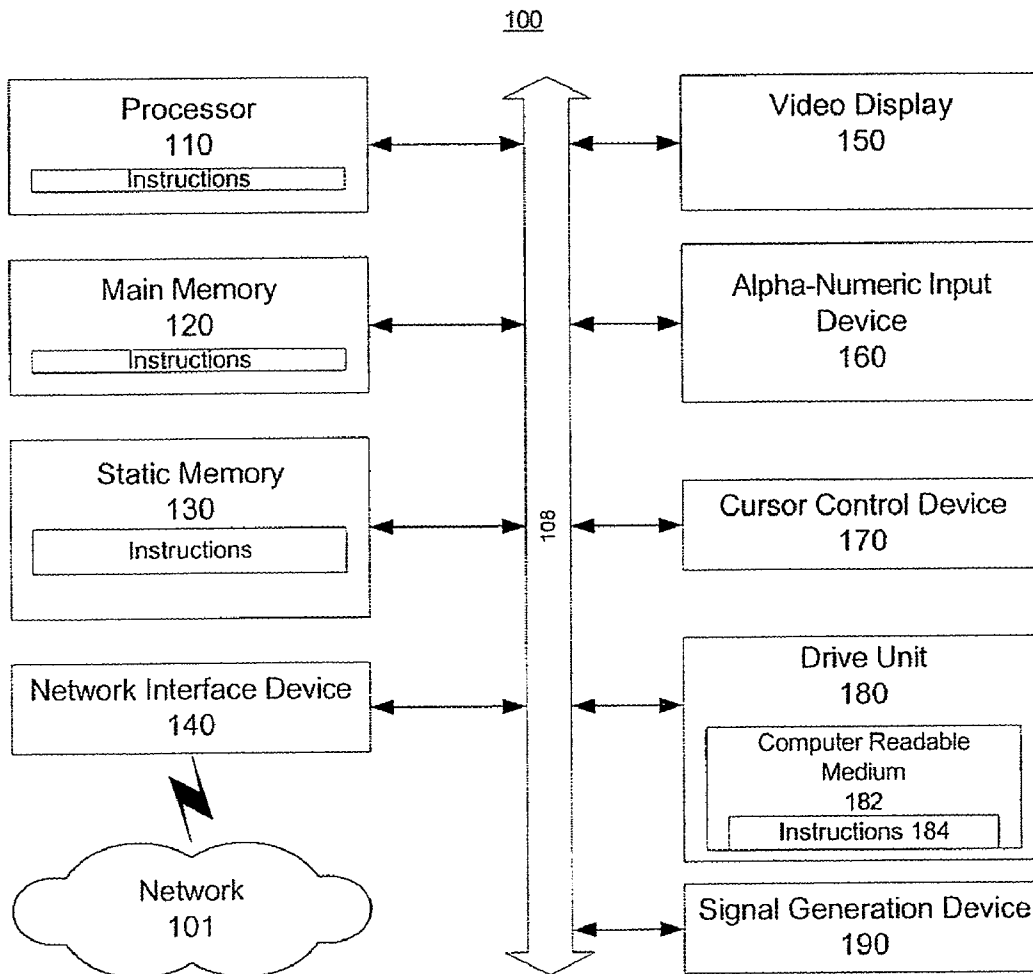 100
Processor
110
Instructions
Main Memory
120
Instructions
Static Memory
130
Instructions
Network Interface Device
140
Network
101
108
Video Display
150
Alpha-Numeric Input
Device
160
Cursor Control Device
170
Drive Unit
180
Computer Readable
Medium
182
Instructions 184
Signal Generation Device
190